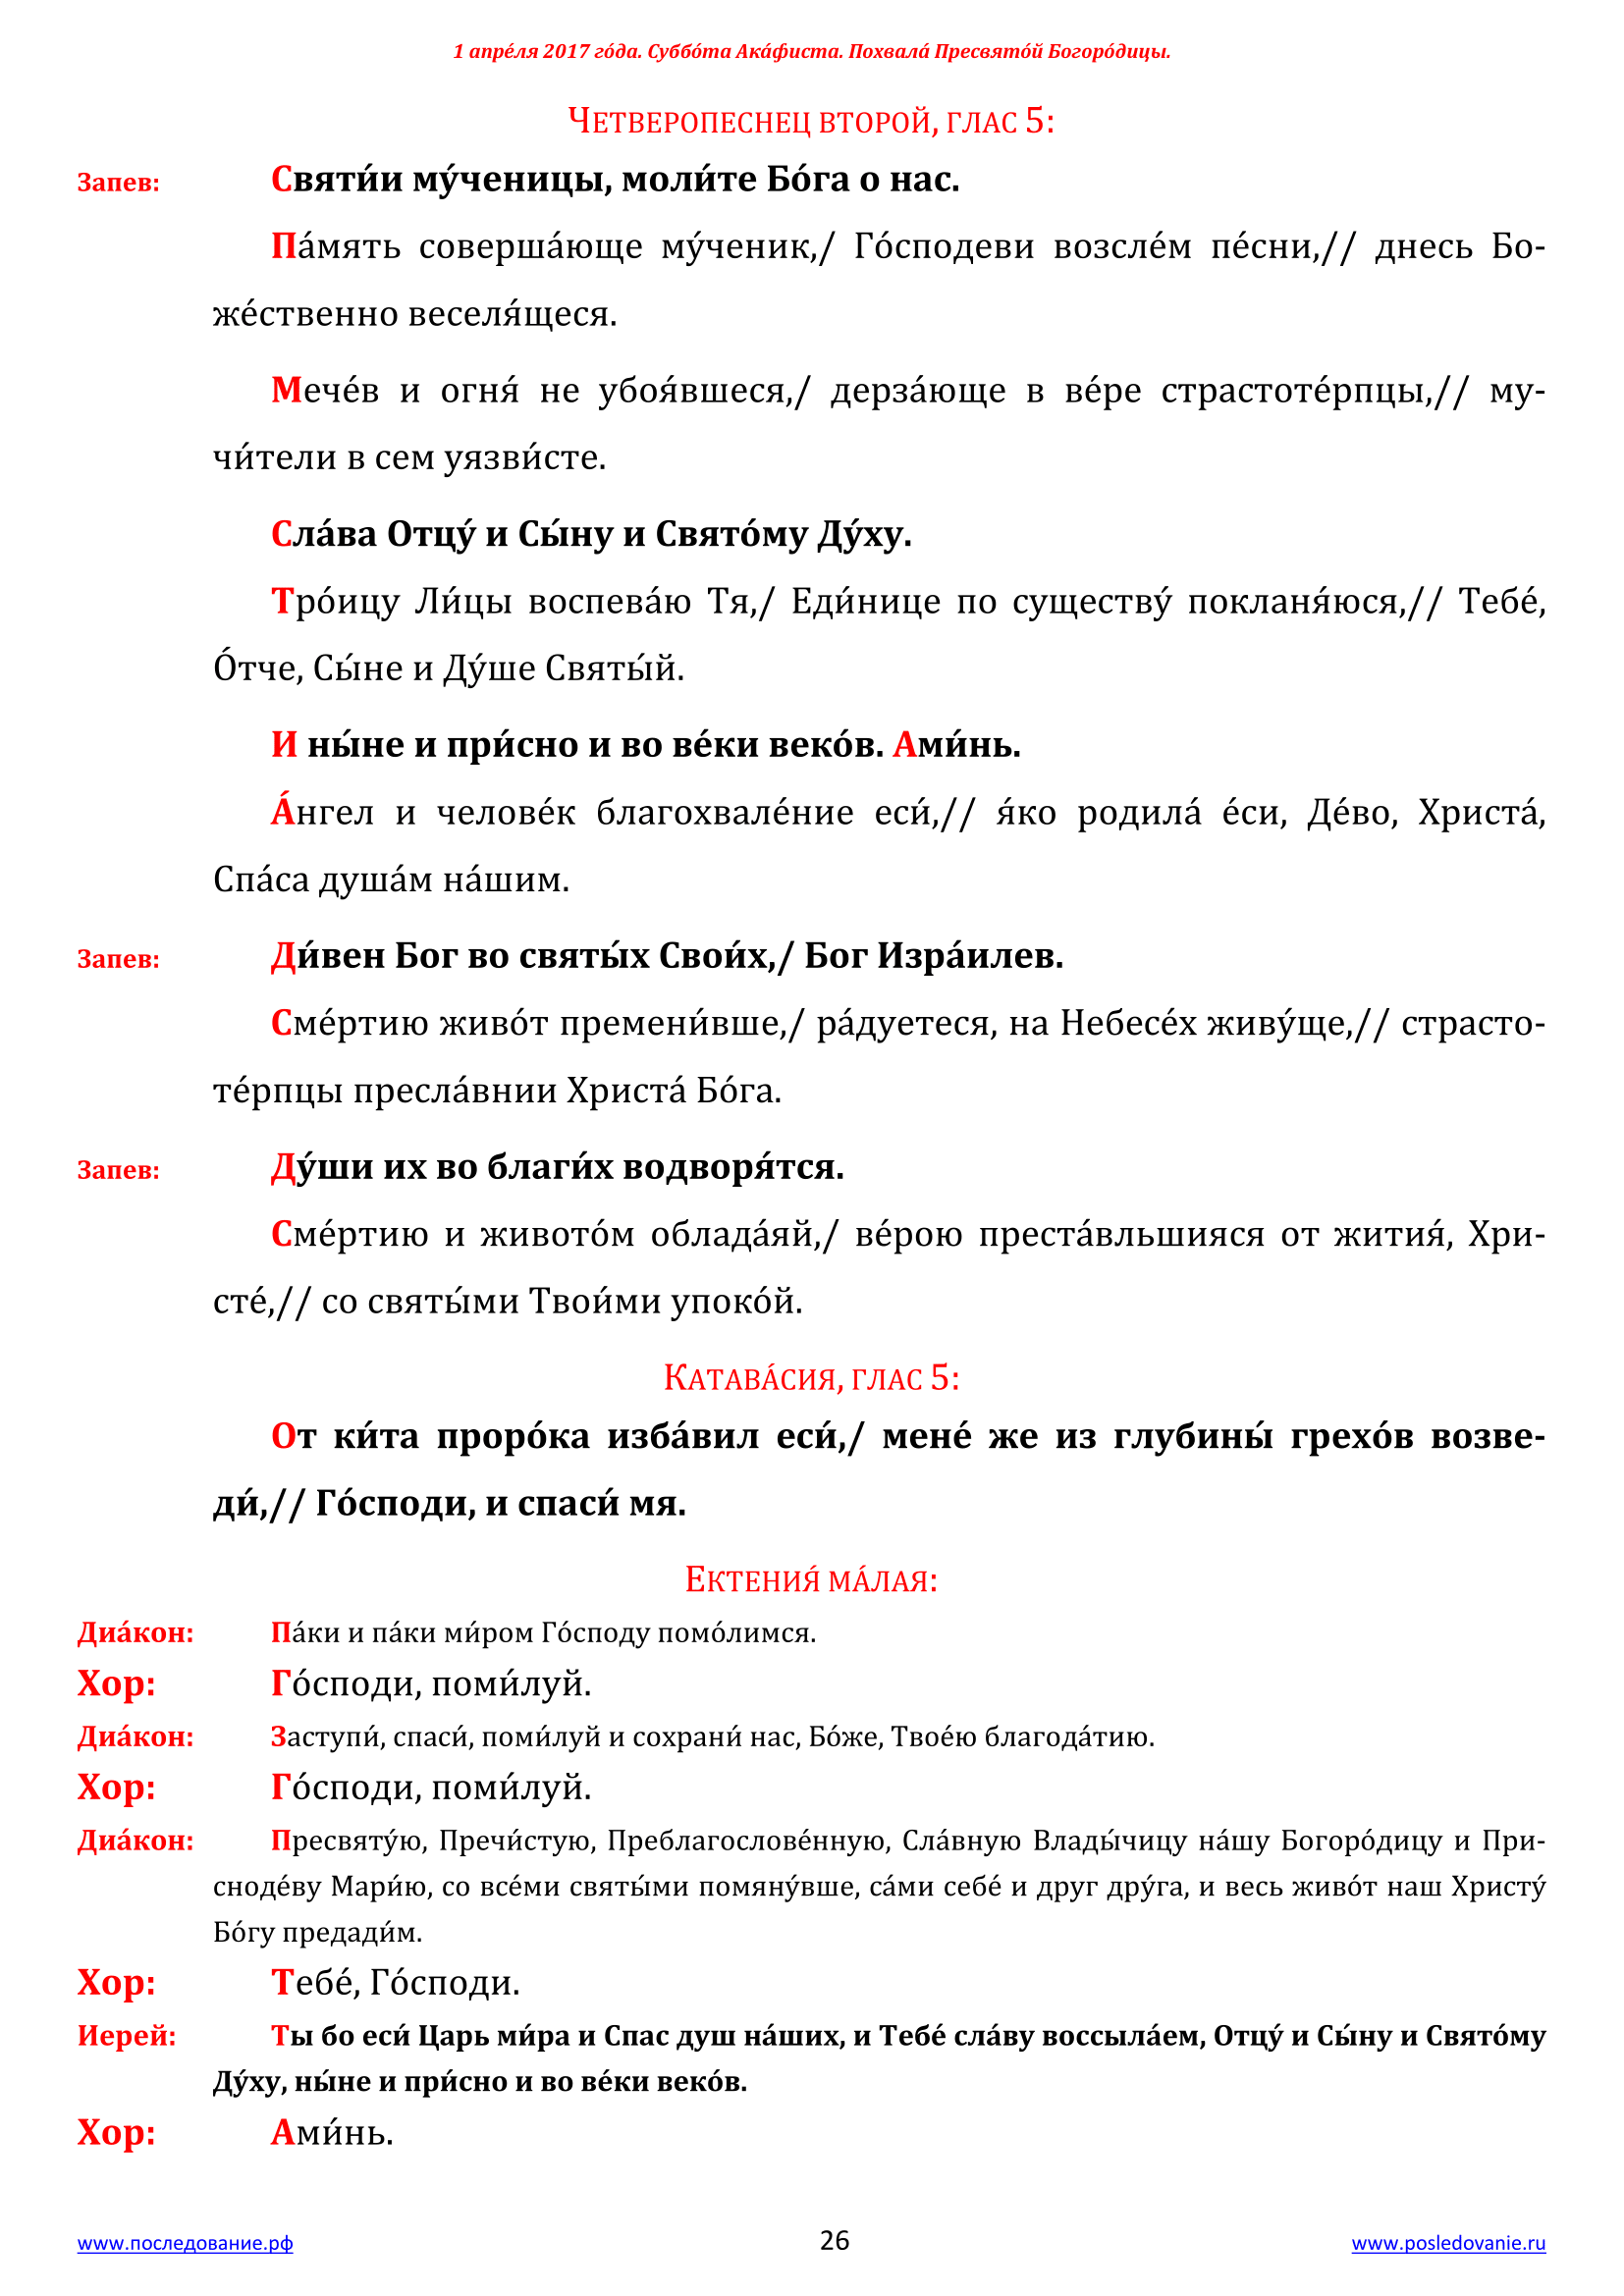 1 апре́ля 2017 го́да. Суббо́та Ака́фиста. Похвала́ Пресвято́й Богоро́дицы.
Четверопеснец второй, глас 5:
Запев: Святи́и му́ченицы, моли́те Бо́га о нас.
Па́мять соверша́юще му́ченик,/ Го́сподеви возсле́м пе́сни,// днесь Бо-
же́ственно веселя́щеся.
Мече́в и огня́ не убоя́вшеся,/ дерза́юще в ве́ре страстоте́рпцы,// му-
чи́тели в сем уязви́сте.
Сла́ва Отцу́ и Сы́ну и Свято́му Ду́ху.
Тро́ицу Ли́цы воспева́ю Тя,/ Еди́нице по существу́ покланя́юся,// Тебе́,
О́тче, Сы́не и Ду́ше Святы́й.
И ны́не и при́сно и во ве́ки веко́в. Ами́нь.
А́нгел и челове́к благохвале́ние еси́,// я́ко родила́ е́си, Де́во, Христа́,
Спа́са душа́м на́шим.
Запев: Ди́вен Бог во святы́х Свои́х,/ Бог Изра́илев.
Сме́ртию живо́т премени́вше,/ ра́дуетеся, на Небесе́х живу́ще,// страсто-
те́рпцы пресла́внии Христа́ Бо́га.
Запев: Ду́ши их во благи́х водворя́тся.
Сме́ртию и живото́м облада́яй,/ ве́рою преста́вльшияся от жития́, Хри-
сте́,// со святы́ми Твои́ми упоко́й.
Катава́сия, глас 5:
От ки́та проро́ка изба́вил еси́,/ мене́ же из глубины́ грехо́в возве-
ди́,// Го́споди, и спаси́ мя.
Ектения́ ма́лая:
Диа́кон: Па́ки и па́ки ми́ром Го́споду помо́лимся.
Хор: Го́споди, поми́луй.
Диа́кон: Заступи́, спаси́, поми́луй и сохрани́ нас, Бо́же, Твое́ю благода́тию.
Хор: Го́споди, поми́луй.
Диа́кон: Пресвяту́ю, Пречи́стую, Преблагослове́нную, Сла́вную Влады́чицу на́шу Богоро́дицу и При-
сноде́ву Мари́ю, со все́ми святы́ми помяну́вше, са́ми себе́ и друг дру́га, и весь живо́т наш Христу́
Бо́гу предади́м.
Хор: Тебе́, Го́споди.
Иерей: Ты бо еси́ Царь ми́ра и Спас душ на́ших, и Тебе́ сла́ву воссыла́ем, Отцу́ и Сы́ну и Свято́му
Ду́ху, ны́не и при́сно и во ве́ки веко́в.
Хор: Ами́нь.
www.последование.рф 26 www.posledovanie.ru